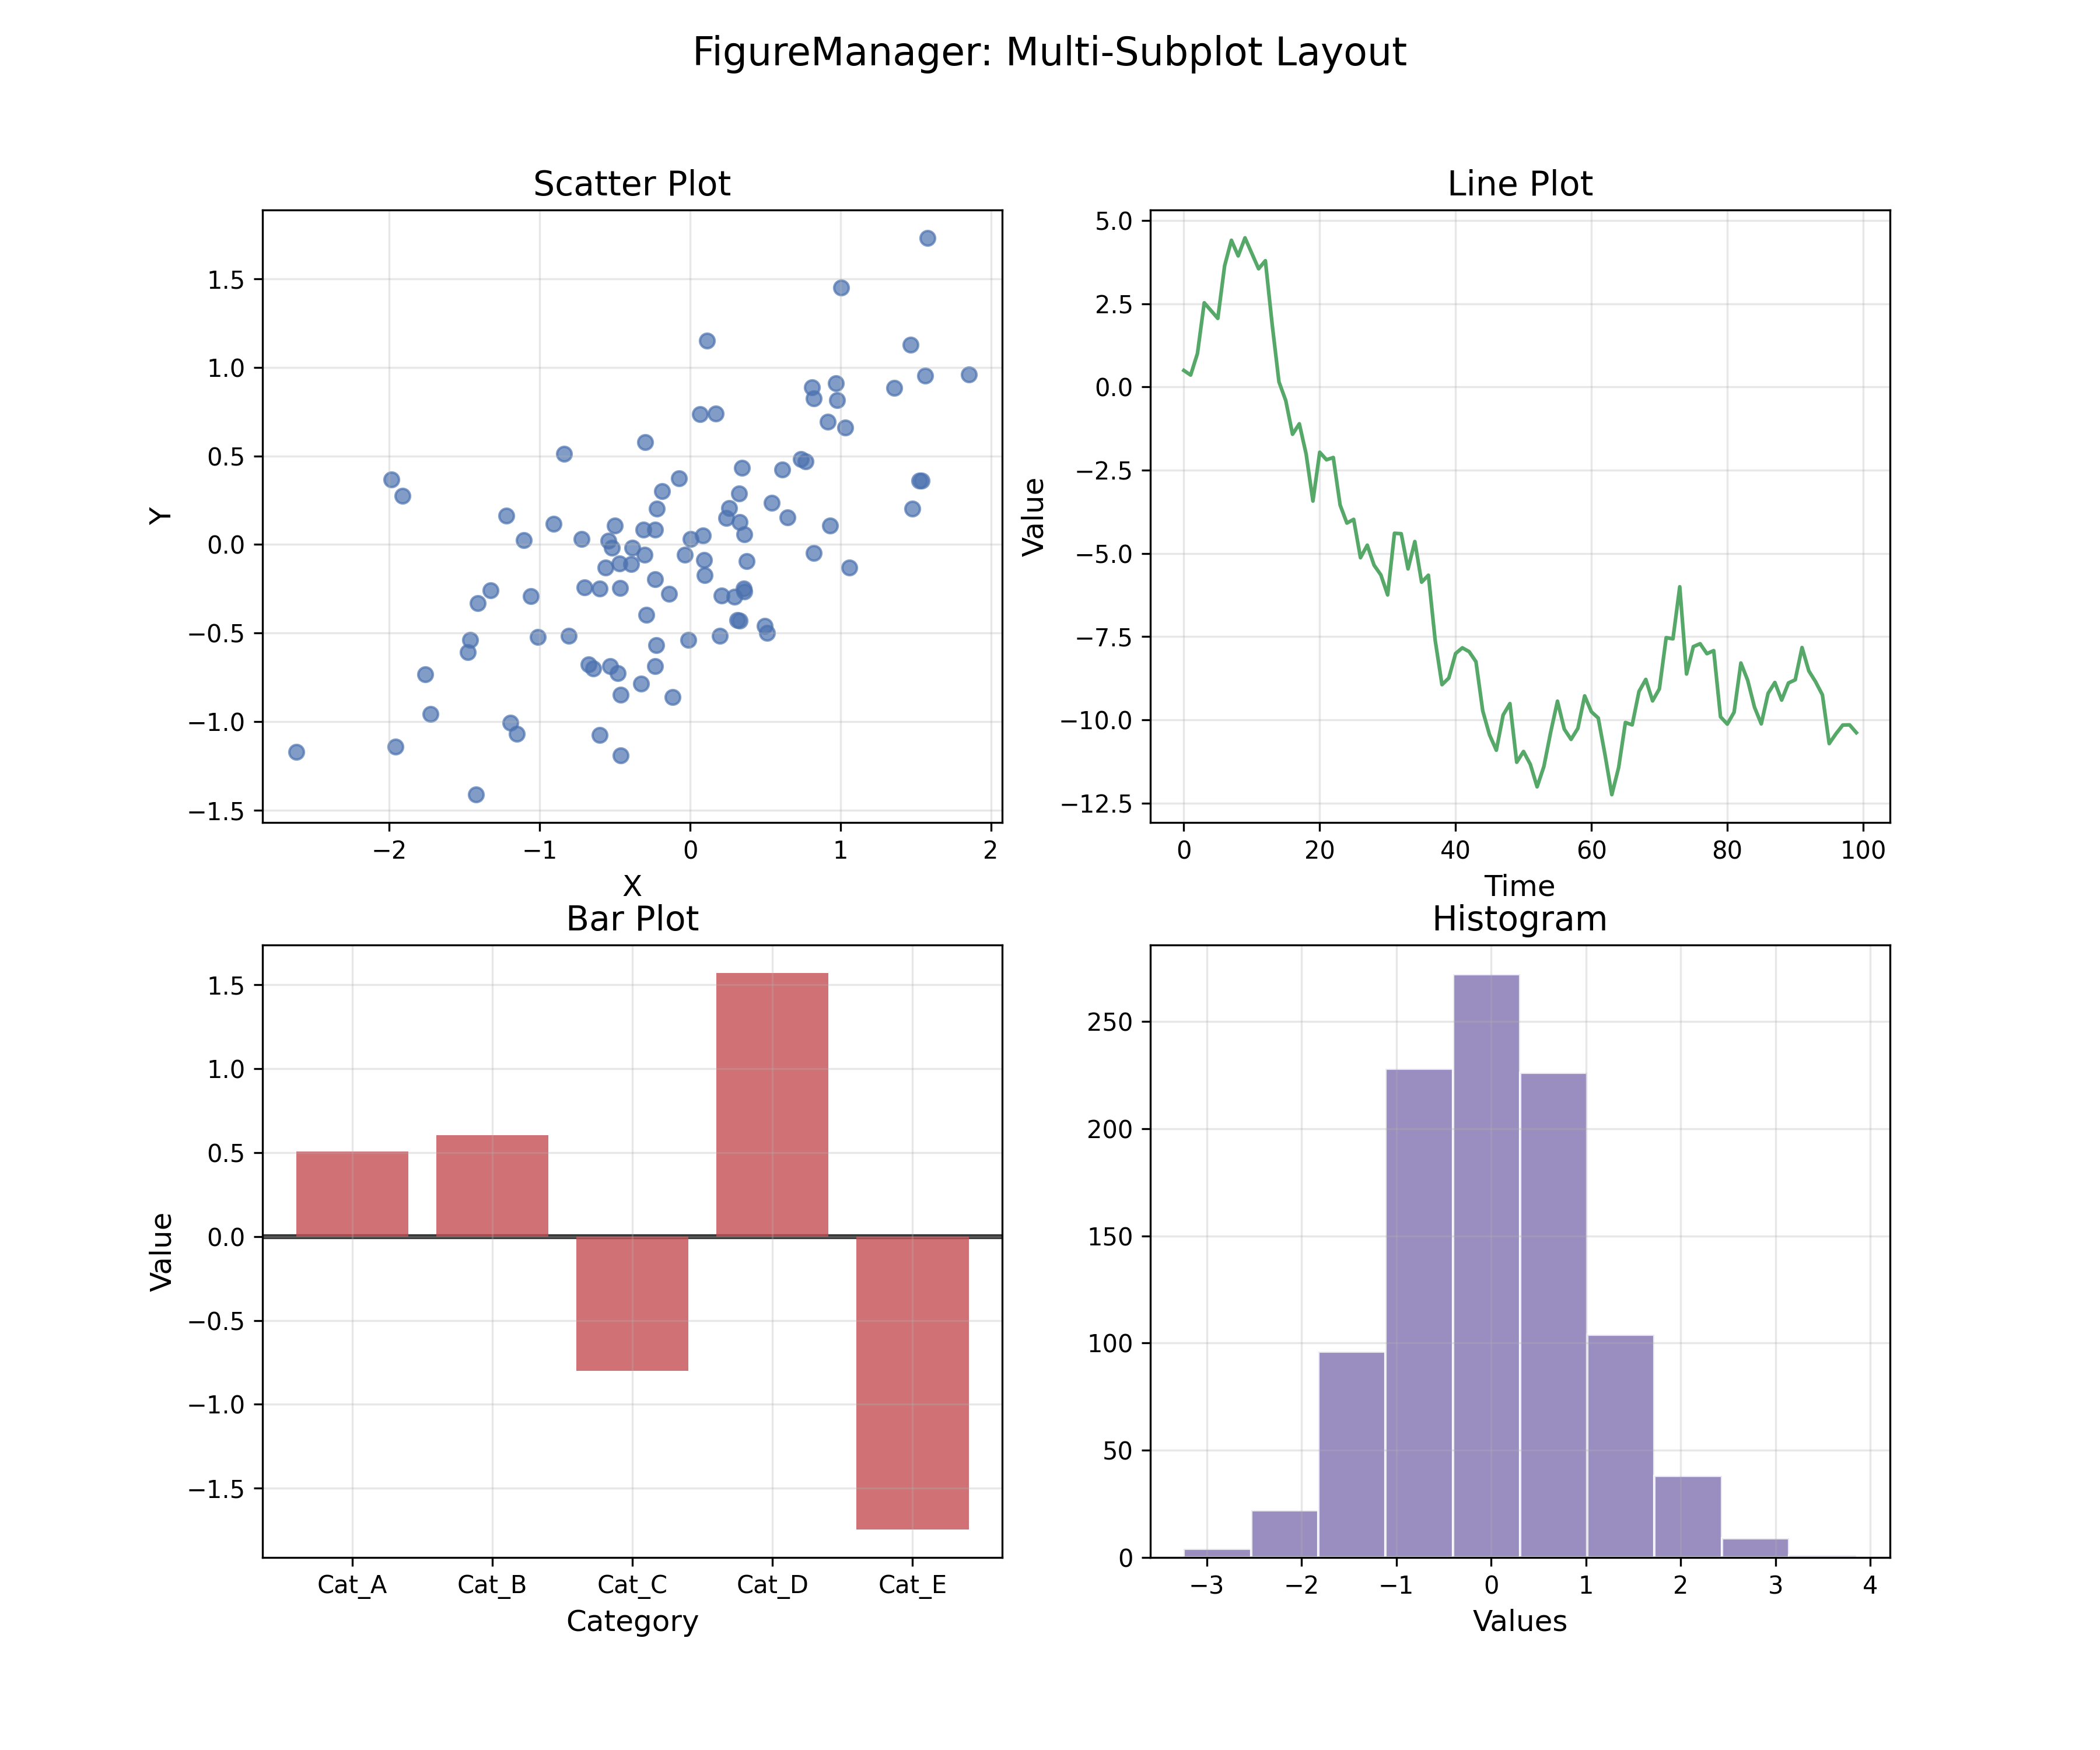 FigureManager: Multi-Subplot Layout
Scatter Plot
Y
1.5
1.0
0.5
0.0
−0.5
−1.0
−1.5
−2 −1 0 1 2
X
Line Plot
Value
5.0
2.5
0.0
−2.5
−5.0
−7.5
−10.0
−12.5
0 20 40 60 80 100
Time
Bar Plot
Value
1.5
1.0
0.5
0.0
−0.5
−1.0
−1.5
Cat_A Cat_B Cat_C Cat_D Cat_E
Category
Histogram
250
200
150
100
50
0
−3 −2 −1 0 1 2 3 4
Values